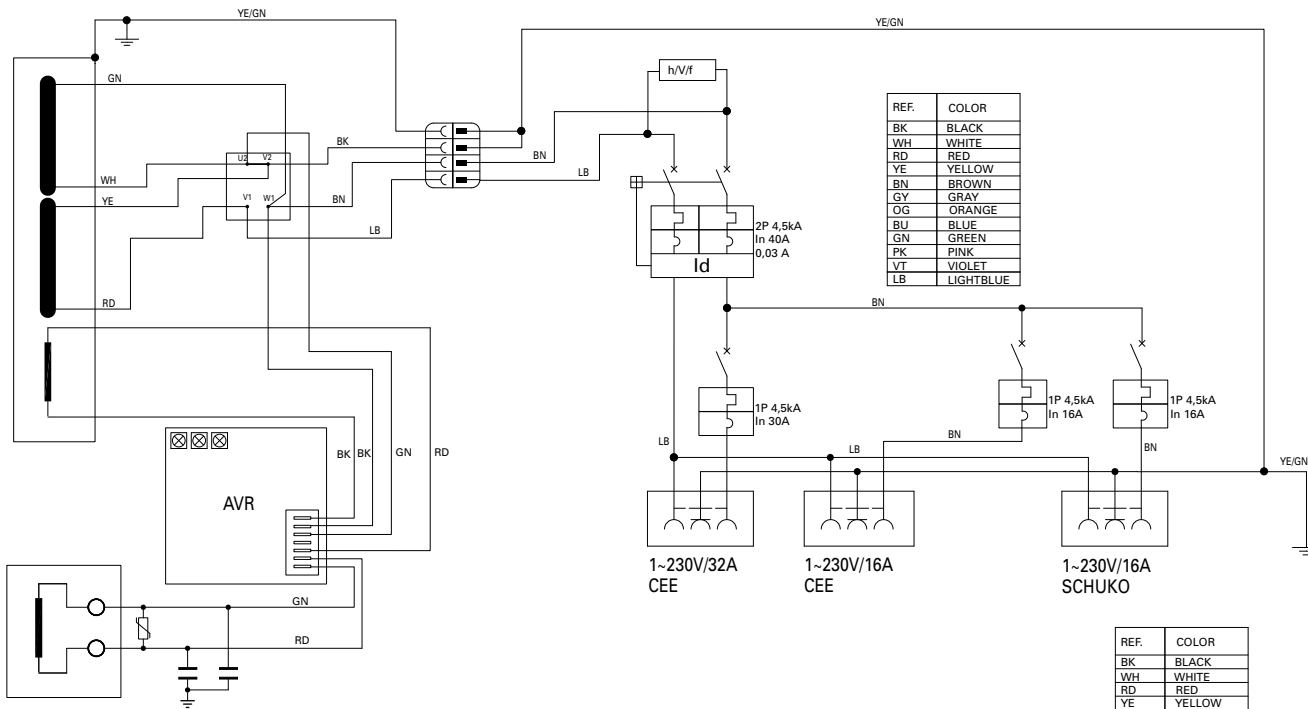 YE/GN
YE/GN
h/V/f
GN
REF. COLOR
BK BLACK
WH WHITE
RD RED
YE YELLOW
BN BROWN
GY GRAY
OG ORANGE
BU BLUE
GN GREEN
PK PINK
VT VIOLET
LB LIGHTBLUE
BK
BN
U2 V2
LB
WH
YE
V1 W1
BN
LB
2P 4,5kA
In 40A
0,03 A
Id
RD
BN
1P 4,5kA
In 30A
1P 4,5kA
In 16A
1P 4,5kA
In 16A
LB
LB
BN
BN
YE/GN
BK BK GN RD
AVR
1~230V/32A
CEE
1~230V/16A
CEE
1~230V/16A
SCHUKO
GN
RD
REF. COLOR
BK BLACK
WH WHITE
RD RED
YE YELLOW